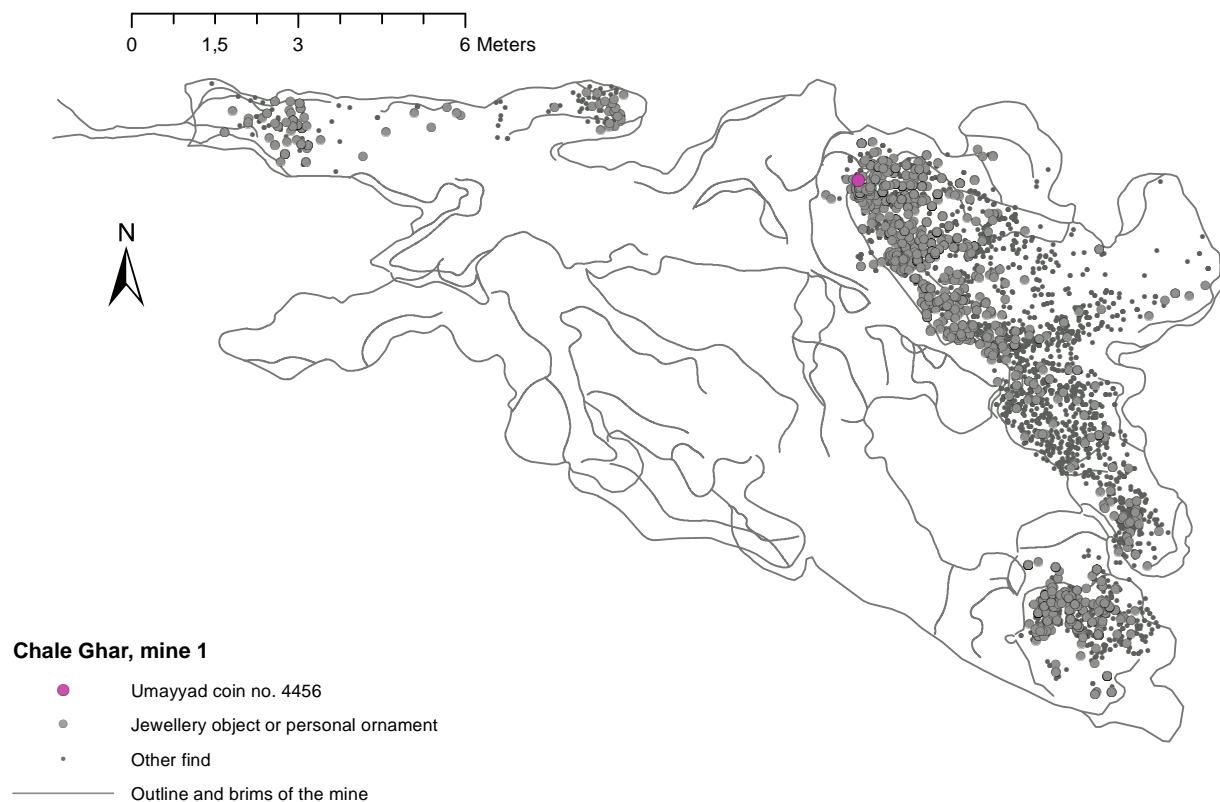 0 1,5 3 6 Meters
N
Chale Ghar, mine 1
Umayyad coin no. 4456
Jewellery object or personal ornament
Other find
Outline and brims of the mine